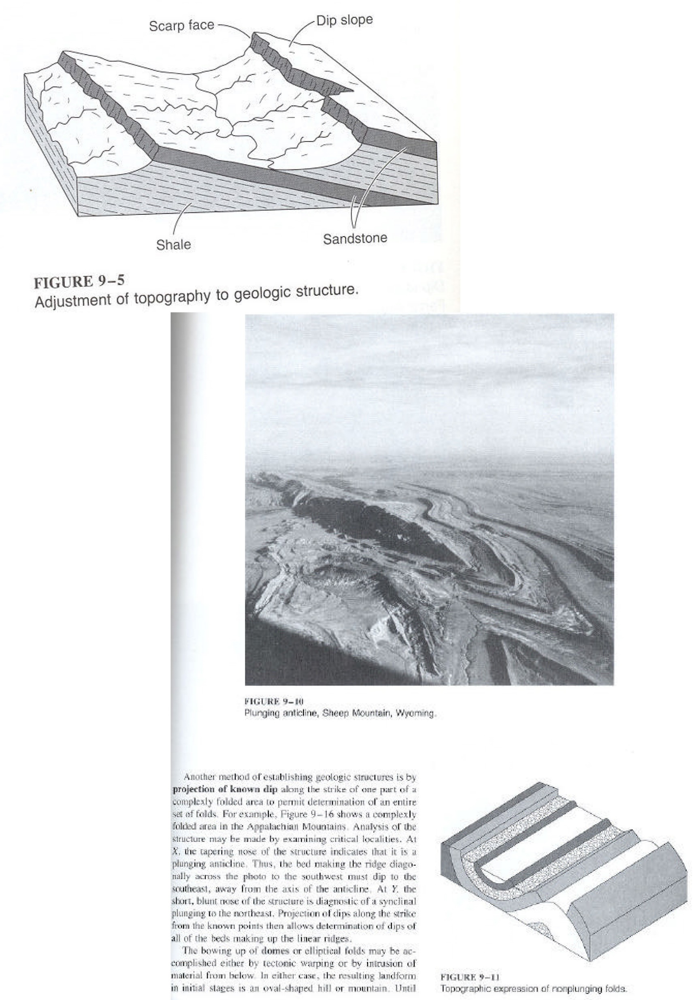 Scarp face
Dip slope
Shale
Sandstone
FIGURE 9–5
Adjustment of topography to geologic structure.
FIGURE 9–10
Plunging anticline, Sheep Mountain, Wyoming.
Another method of establishing geologic structures is by
projection of known dip along the strike of one part of a
complexly folded area to permit determination of an entire
set of folds. For example, Figure 9–16 shows a complexly
folded area in the Appalachian Mountains. Analysis of the
structure may be made by examining critical localities. At
X, the tapering nose of the structure indicates that it is a
plunging anticline. Thus, the bed making the ridge diago-
nally across the photo to the southwest must dip to the
southeast, away from the axis of the anticline. At Y, the
short, blunt nose of the structure is diagnostic of a synclinal
plunging to the northeast. Projection of dips along the strike
from the known points then allows determination of dips of
all of the beds making up the linear ridges.
The bowing up of domes or elliptical folds may be ac-
complished either by tectonic warping or by intrusion of
material from below. In either case, the resulting landform
in initial stages is an oval-shaped hill or mountain. Until
FIGURE 9–11
Topographic expression of nonplunging folds.